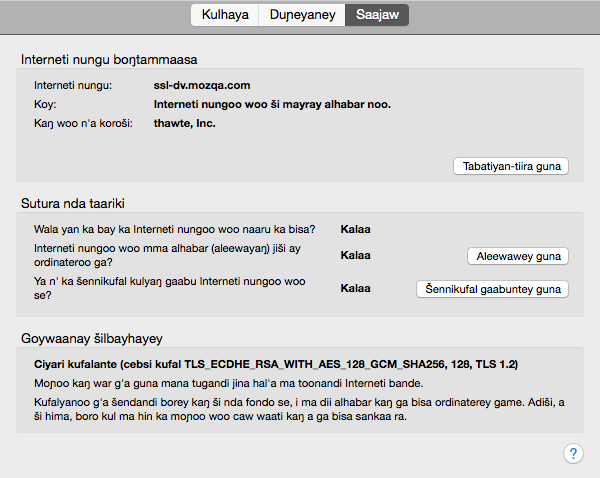 Kulhaya Duɲeyaney Saajaw
Interneti nungu boŋtammaasa
Interneti nungu: ssl-dv.mozqa.com
Koy: Interneti nungoo woo ši mayray alhabar noo.
Kaŋ woo n'a koroši: thawte, Inc.
Tabatiyan-tiira guna
Sutura nda taariki
Wala yan ka bay ka Interneti nungoo woo naaru ka bisa? Kalaa
Interneti nungoo woo mma alhabar (aleewayaŋ) jiši ay
ordinateroo ga? Kalaa Aleewawey guna
Ya n' ka šennikufal kulyaŋ gaabu Interneti nungoo woo
se? Kalaa Šennikufal gaabuntey guna
Goywaanay šilbayhayey
Ciyari kufalante (cebsi kufal TLS_ECDHE_RSA_WITH_AES_128_GCM_SHA256, 128, TLS 1.2)
Moɲoo kaŋ war g'a guna mana tugandi jina hal'a ma toonandi Interneti bande.
Kufalyanoo g'a šendandi borey kaŋ ši nda fondo se, i ma dii alhabar kaŋ ga bisa ordinaterey game. Adiši, a
ši hima, boro kul ma hin ka moɲoo woo caw waati kaŋ a ga bisa sankaa ra.
?